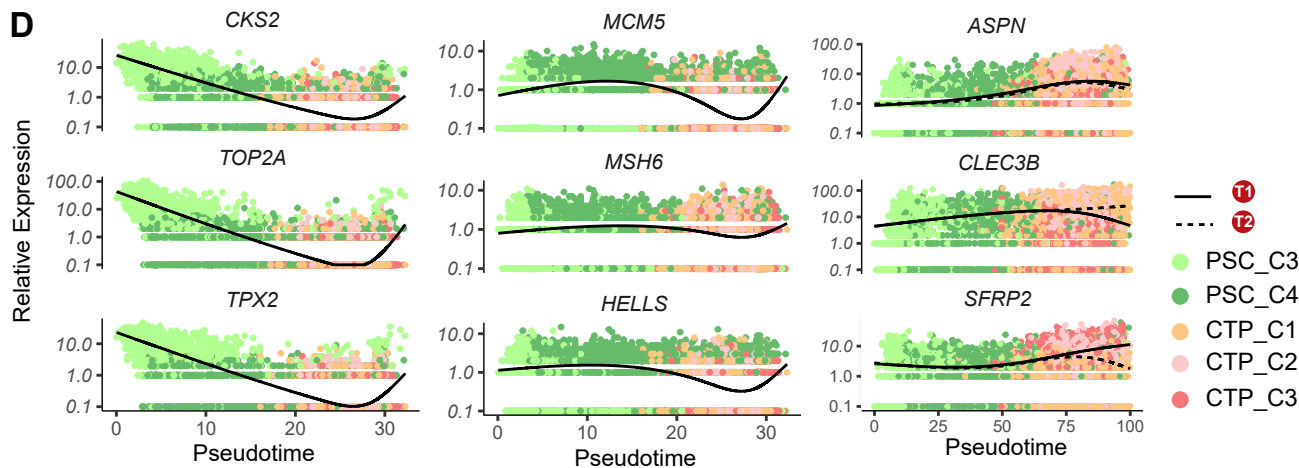 D
CKS2
MCM5
ASPN
10.0
1.0
0.1
10.0
1.0
0.1
100.0
10.0
1.0
0.1
TOP2A
MSH6
CLEC3B
100.0
10.0
1.0
0.1
10.0
1.0
0.1
100.0
10.0
1.0
0.1
TPX2
HELLS
SFRP2
10.0
1.0
0.1
10.0
1.0
0.1
10.0
1.0
0.1
0 10 20 30
0 10 20 30
0 25 50 75 100
Pseudotime
Pseudotime
Pseudotime
Relative Expression
T1
T2
PSC_C3
PSC_C4
CTP_C1
CTP_C2
CTP_C3